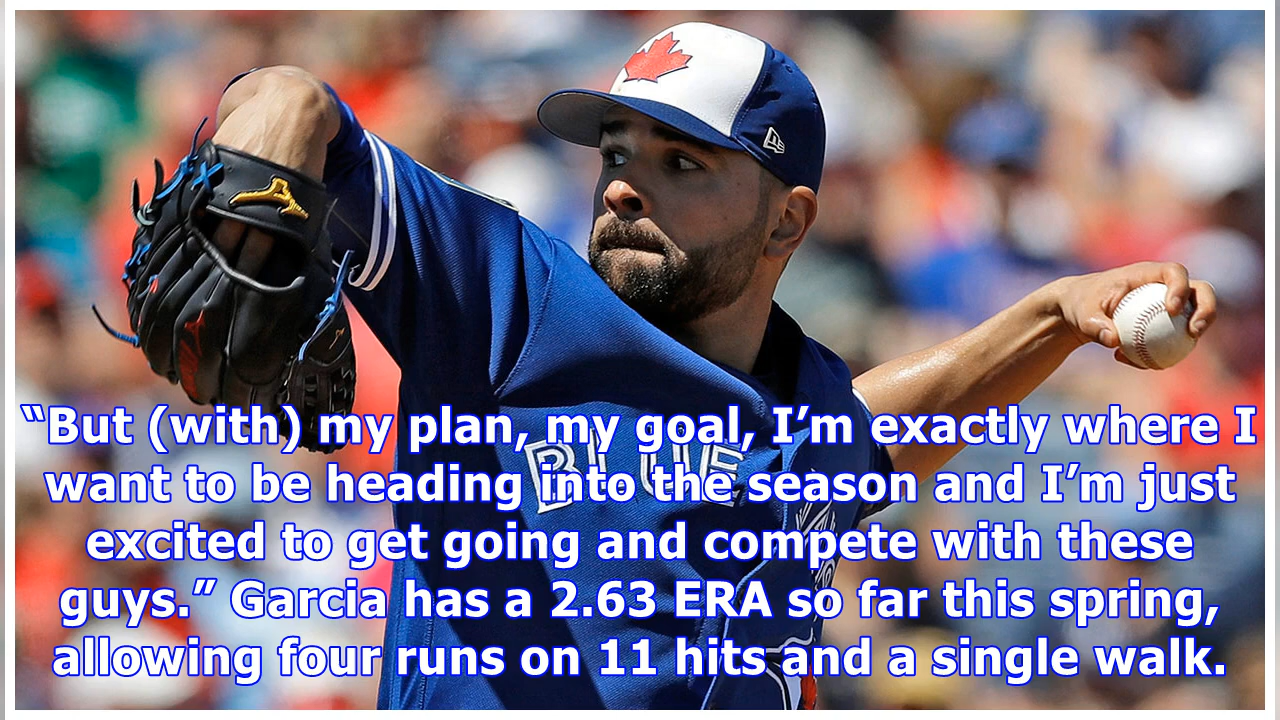 “But (with) my plan, my goal, I’m exactly where I
want to be heading into the season and I’m just
excited to get going and compete with these
guys.” Garcia has a 2.63 ERA so far this spring,
allowing four runs on 11 hits and a single walk.
BLUE